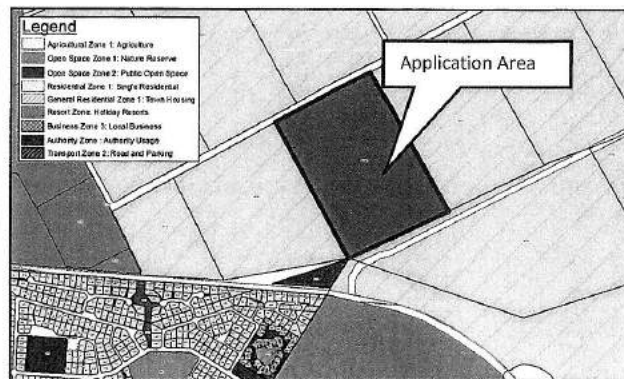 Legend
Agricultural Zone 1: Agriculture
Open Space Zone 1: Nature Reserve
Open Space Zone 2: Public Open Space
Residential Zone 1: Single Residential
General Residential Zone 1: Town Housing
Resort Zone: Holiday Resorts
Business Zone 3: Local Business
Authority Zone : Authority Usage
Transport Zone 2: Road and Parking
Application Area